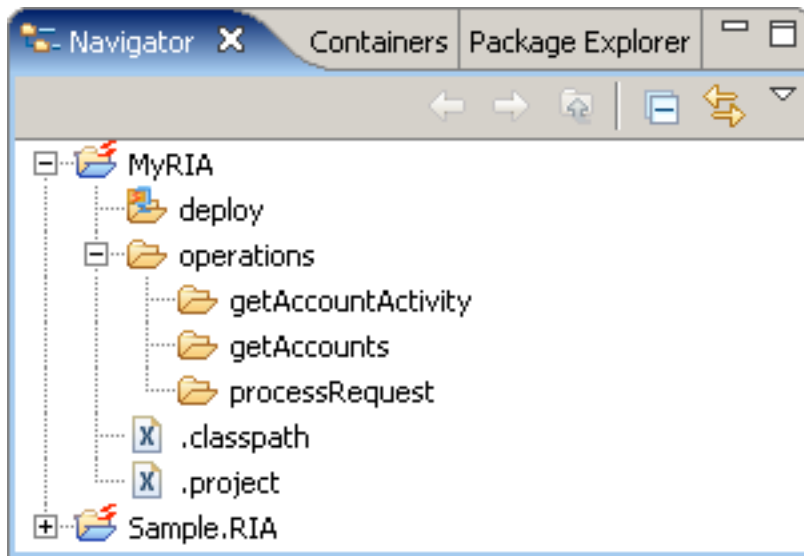 Navigator Containers Package Explorer
MyRIA
deploy
operations
getAccountActivity
getAccounts
processRequest
.classpath
.project
Sample.RIA